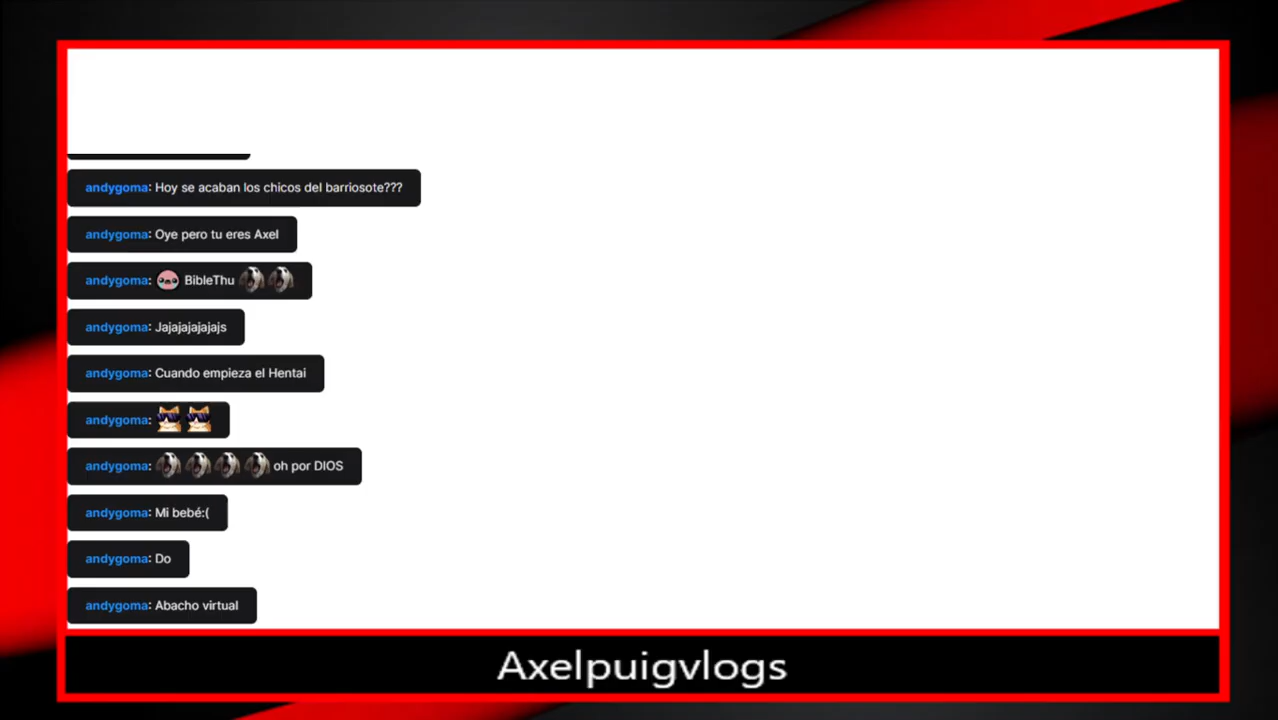 andygoma: Hoy se acaban los chicos del barriosote???
andygoma: Oye pero tu eres Axel
andygoma: BibleThu
andygoma: Jajajajajajajs
andygoma: Cuando empieza el Hentai
andygoma:
andygoma: oh por DIOS
andygoma: Mi bebé:(
andygoma: Do
andygoma: Abacho virtual
Axelpuigvlogs